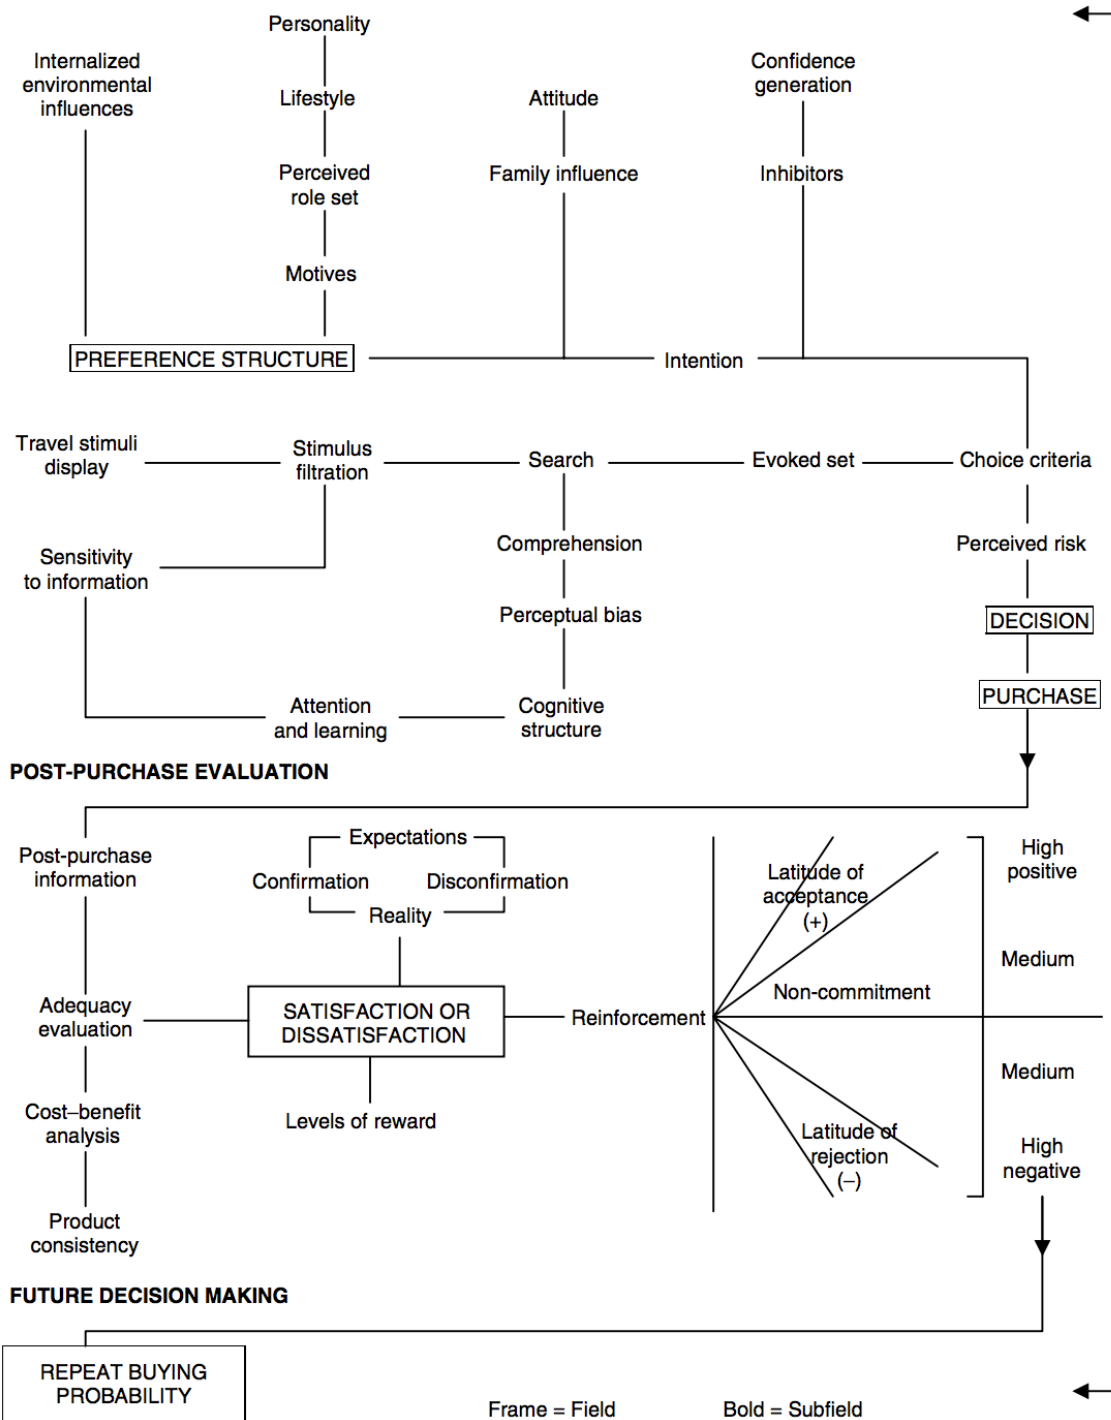 Personality
Internalized
environmental
influences
Confidence
generation
Lifestyle
Attitude
Perceived
role set
Family influence
Inhibitors
Motives
PREFERENCE STRUCTURE
Intention
Travel stimuli
display
Stimulus
filtration
Search
Evoked set
Choice criteria
Sensitivity
to information
Comprehension
Perceived risk
Perceptual bias
DECISION
Attention
and learning
Cognitive
structure
PURCHASE
POST-PURCHASE EVALUATION
Post-purchase
information
Expectations
Confirmation
Disconfirmation
Reality
Latitude of
acceptance
(+)
High
positive
Medium
Adequacy
evaluation
SATISFACTION OR
DISSATISFACTION
Reinforcement
Non-commitment
Medium
Cost–benefit
analysis
Levels of reward
Latitude of
rejection
(–)
High
negative
Product
consistency
FUTURE DECISION MAKING
REPEAT BUYING
PROBABILITY
Frame = Field
Bold = Subfield